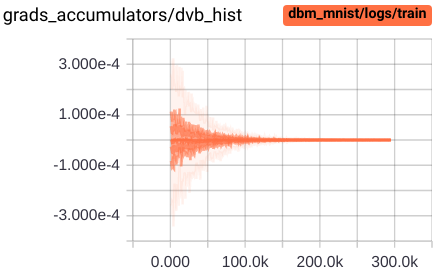 grads_accumulators/dvb_hist
dbm_mnist/logs/train
3.000e-4
1.000e-4
-1.000e-4
-3.000e-4
0.000 100.0k 200.0k 300.0k